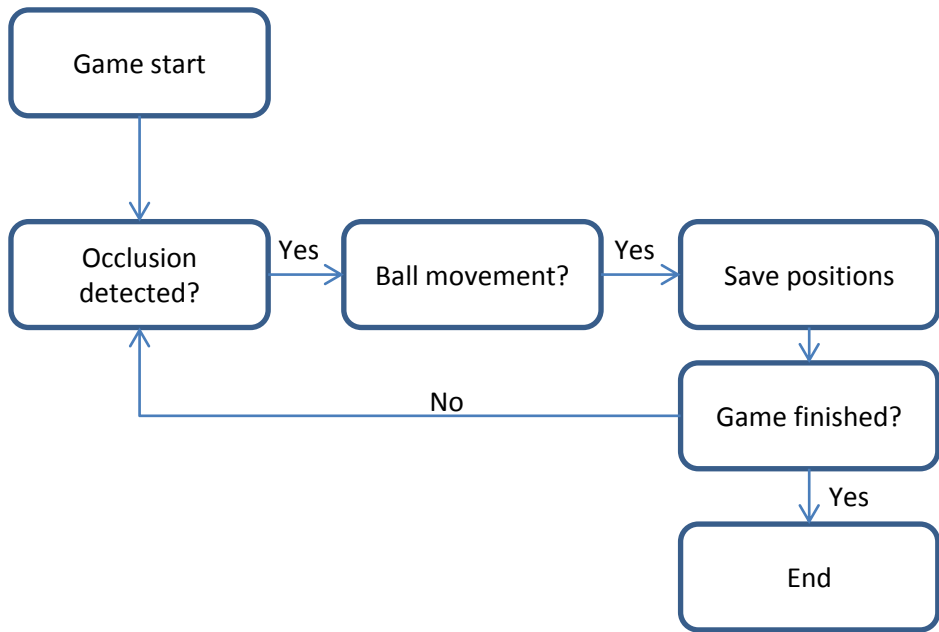 Game start
Occlusion
detected?
Yes
Ball movement?
Yes
Save positions
No
Game finished?
Yes
End